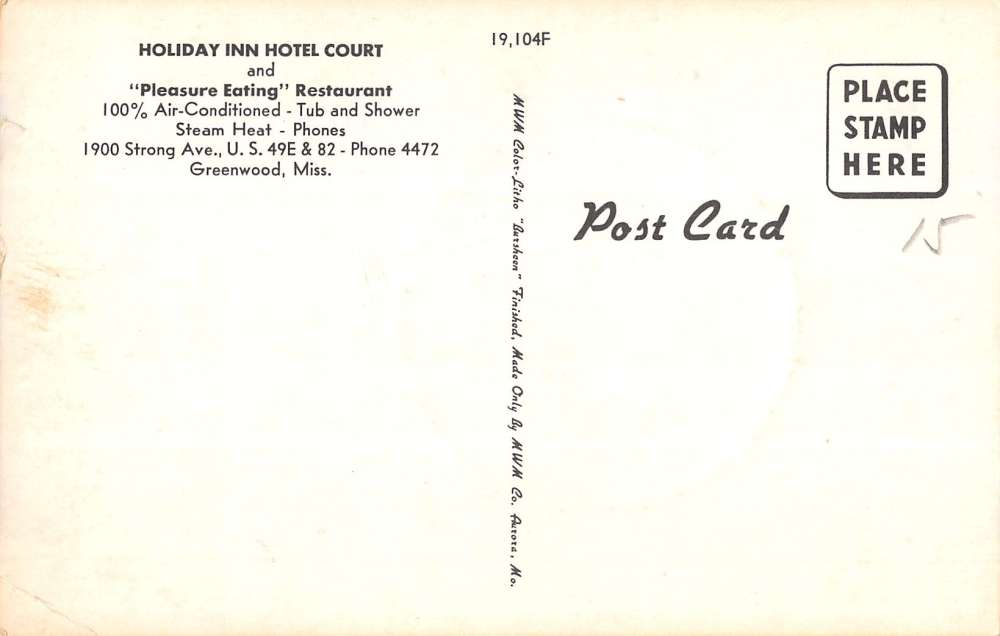 HOLIDAY INN HOTEL COURT
and
"Pleasure Eating" Restaurant
100% Air-Conditioned - Tub and Shower
Steam Heat - Phones
1900 Strong Ave., U. S. 49E & 82 - Phone 4472
Greenwood, Miss.
19,104F
MWM Color-Litho "Bursheen" Finished, Made Only By MWM Co. Aurora, Mo.
PLACE
STAMP
HERE
Post Card
15